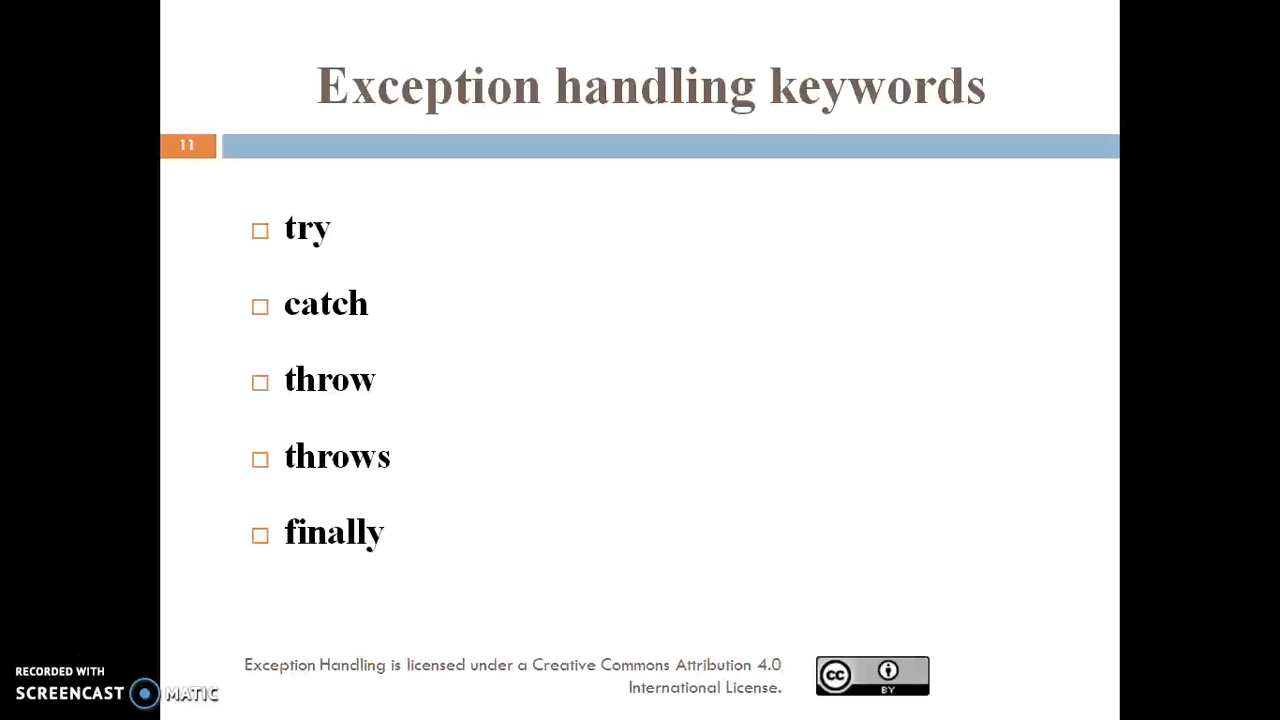 Exception handling keywords
11
try
catch
throw
throws
finally
Exception Handling is licensed under a Creative Commons Attribution 4.0
International License.
cc
BY
RECORDED WITH
SCREENCAST MATIC